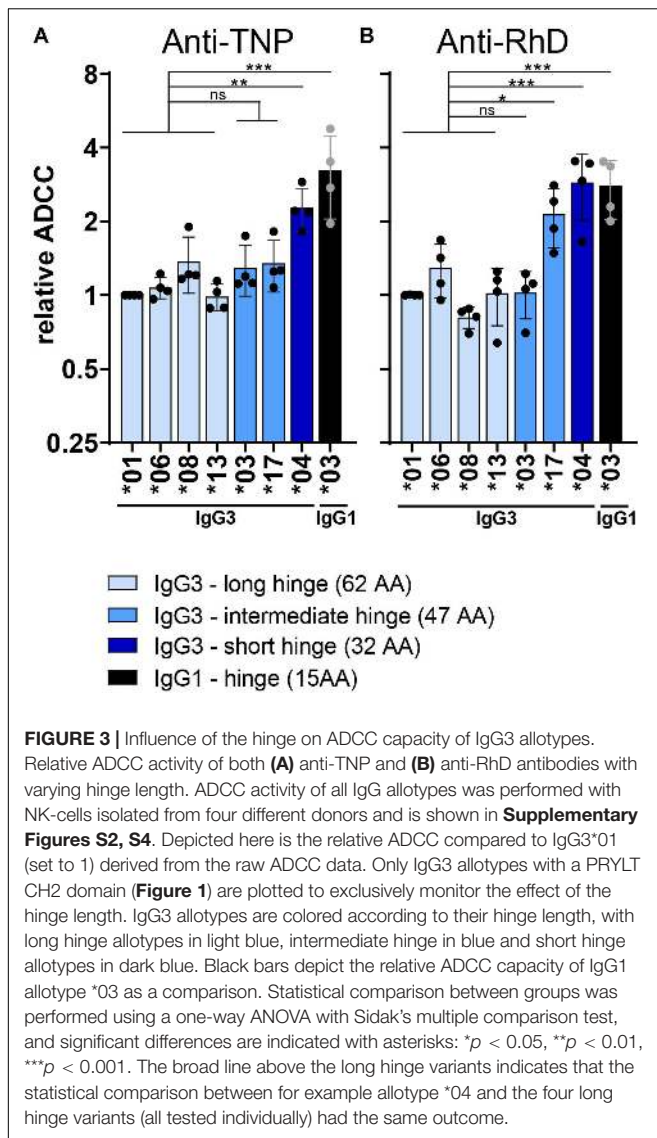 A Anti-TNP B Anti-RhD
*** ***
** ***
ns *
ns
8
4
2
1
0.5
0.25
relative ADCC
*01 *06 *08 *13 *03 *17 *04 *03 *01 *06 *08 *13 *03 *17 *04 *03
IgG3 IgG1 IgG3 IgG1
IgG3 - long hinge (62 AA)
IgG3 - intermediate hinge (47 AA)
IgG3 - short hinge (32 AA)
IgG1 - hinge (15AA)
FIGURE 3 | Influence of the hinge on ADCC capacity of IgG3 allotypes.
Relative ADCC activity of both (A) anti-TNP and (B) anti-RhD antibodies with
varying hinge length. ADCC activity of all IgG allotypes was performed with
NK-cells isolated from four different donors and is shown in Supplementary
Figures S2, S4. Depicted here is the relative ADCC compared to IgG3*01
(set to 1) derived from the raw ADCC data. Only IgG3 allotypes with a PRYLT
CH2 domain (Figure 1) are plotted to exclusively monitor the effect of the
hinge length. IgG3 allotypes are colored according to their hinge length, with
long hinge allotypes in light blue, intermediate hinge in blue and short hinge
allotypes in dark blue. Black bars depict the relative ADCC capacity of IgG1
allotype *03 as a comparison. Statistical comparison between groups was
performed using a one-way ANOVA with Sidak's multiple comparison test,
and significant differences are indicated with asterisks: *p < 0.05, **p < 0.01,
***p < 0.001. The broad line above the long hinge variants indicates that the
statistical comparison between for example allotype *04 and the four long
hinge variants (all tested individually) had the same outcome.